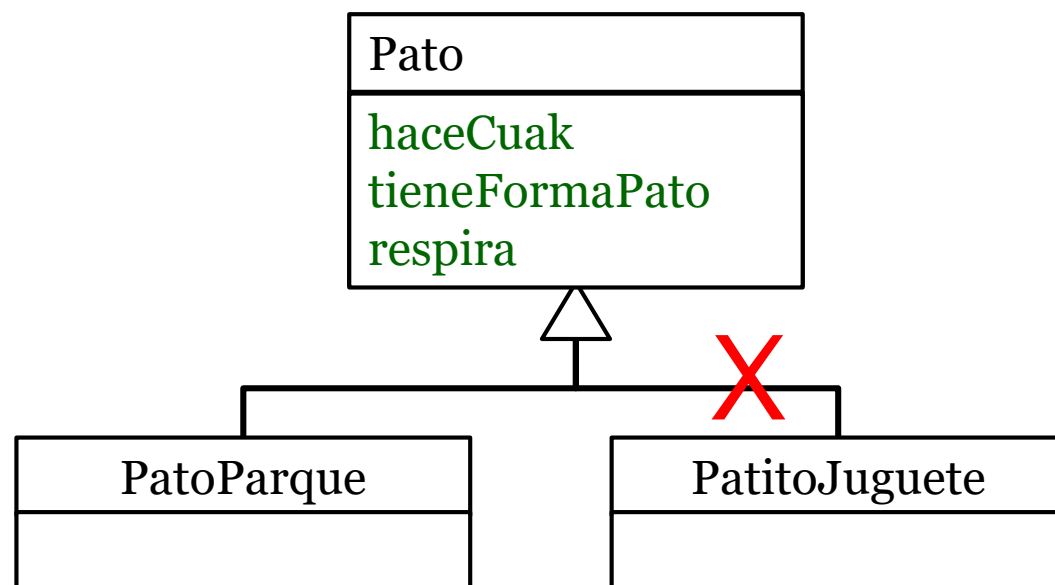 Pato
haceCuak
tieneFormaPato
respira
X
PatoParque
PatitoJuguete